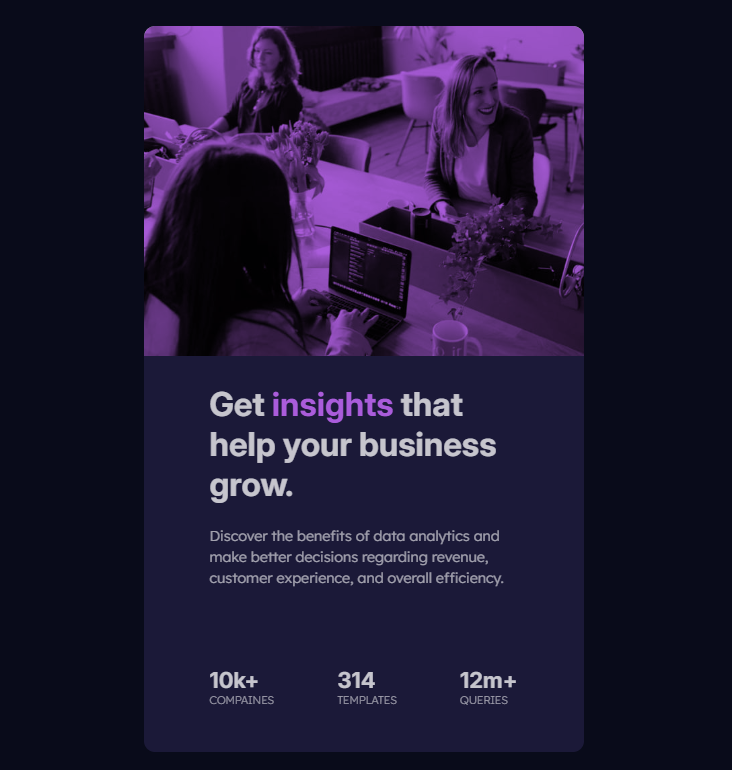 Get insights that
help your business
grow.
Discover the benefits of data analytics and
make better decisions regarding revenue,
customer experience, and overall efficiency.
10k+ 314 12m+
COMPAINES TEMPLATES QUERIES